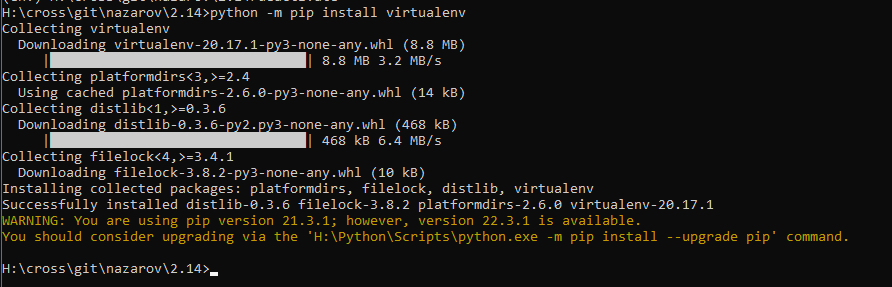 H:\cross\git\nazarov\2.14>python -m pip install virtualenv
Collecting virtualenv
  Downloading virtualenv-20.17.1-py3-none-any.whl (8.8 MB)
     |                                | 8.8 MB 3.2 MB/s
Collecting platformdirs<3,>=2.4
  Using cached platformdirs-2.6.0-py3-none-any.whl (14 kB)
Collecting distlib<1,>=0.3.6
  Downloading distlib-0.3.6-py2.py3-none-any.whl (468 kB)
     |                                | 468 kB 6.4 MB/s
Collecting filelock<4,>=3.4.1
  Downloading filelock-3.8.2-py3-none-any.whl (10 kB)
Installing collected packages: platformdirs, filelock, distlib, virtualenv
Successfully installed distlib-0.3.6 filelock-3.8.2 platformdirs-2.6.0 virtualenv-20.17.1
WARNING: You are using pip version 21.3.1; however, version 22.3.1 is available.
You should consider upgrading via the 'H:\Python\Scripts\python.exe -m pip install --upgrade pip' command.
H:\cross\git\nazarov\2.14>